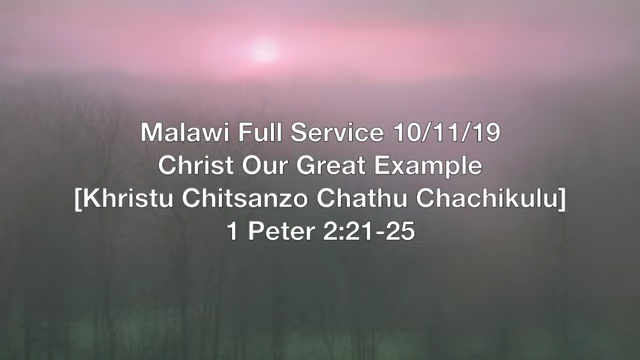 Malawi Full Service 10/11/19
Christ Our Great Example
[Khristu Chitsanzo Chathu Chachikulu]
1 Peter 2:21-25